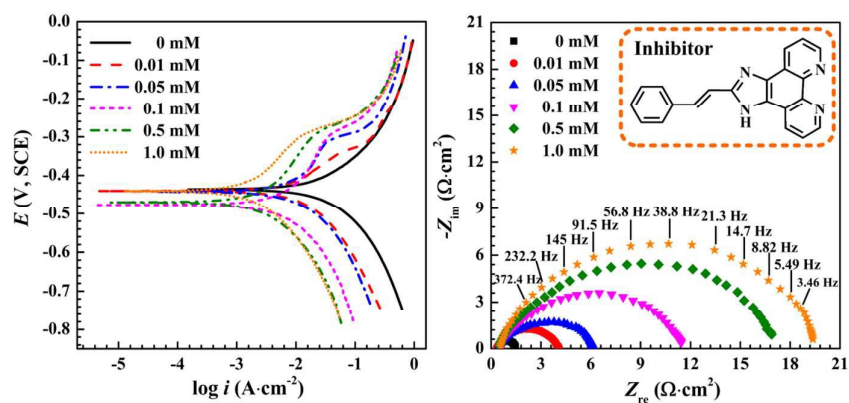 -0.0
-0.1
-0.2
-0.3
-0.4
-0.5
-0.6
-0.7
-0.8
E (V, SCE)
0 mM
0.01 mM
0.05 mM
0.1 mM
0.5 mM
1.0 mM
-5 -4 -3 -2 -1 0
log i (A·cm⁻²)
21
18
15
12
9
6
3
0
-Zim (Ω·cm²)
0 mM
0.01 mM
0.05 mM
0.1 mM
0.5 mM
1.0 mM
Inhibitor
N
N
H
N
N
372.4 Hz
232.2 Hz
145 Hz
91.5 Hz
56.8 Hz
38.8 Hz
21.3 Hz
14.7 Hz
8.82 Hz
5.49 Hz
3.46 Hz
0 3 6 9 12 15 18 21
Zre (Ω·cm²)